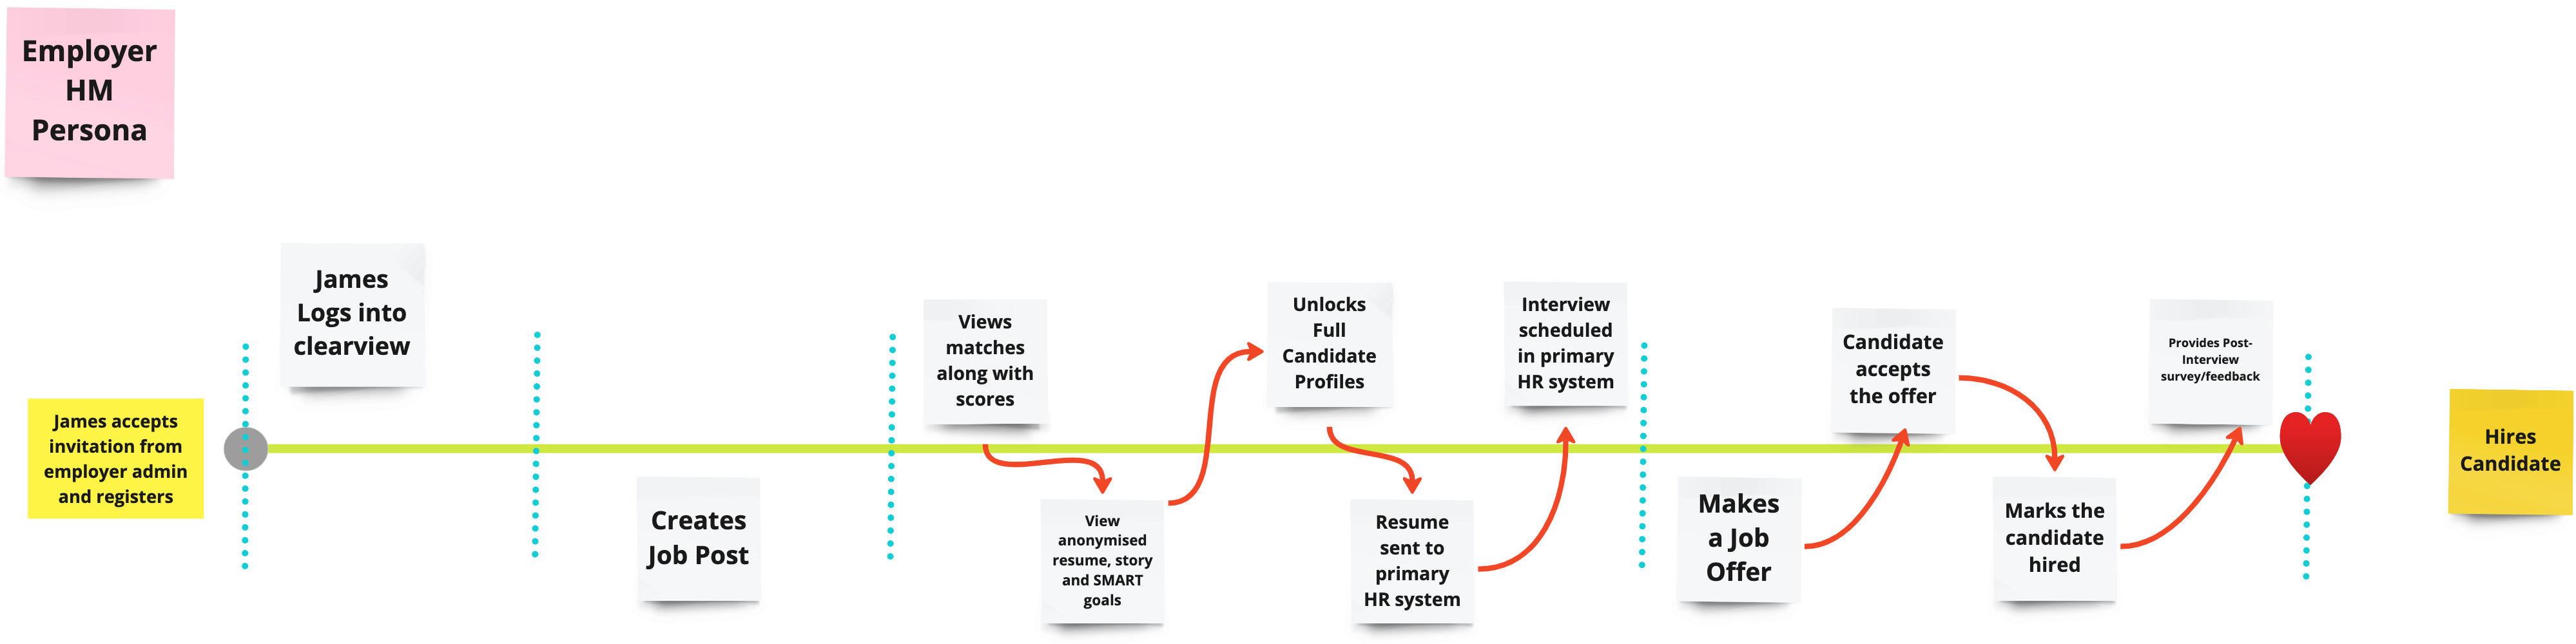 Employer
HM
Persona
James accepts
invitation from
employer admin
and registers
James
Logs into
clearview
Creates
Job Post
Views
matches
along with
scores
View
anonymised
resume, story
and SMART
goals
Unlocks
Full
Candidate
Profiles
Resume
sent to
primary
HR system
Interview
scheduled
in primary
HR system
Makes
a Job
Offer
Candidate
accepts
the offer
Marks the
candidate
hired
Provides Post-
Interview
survey/feedback
Hires
Candidate